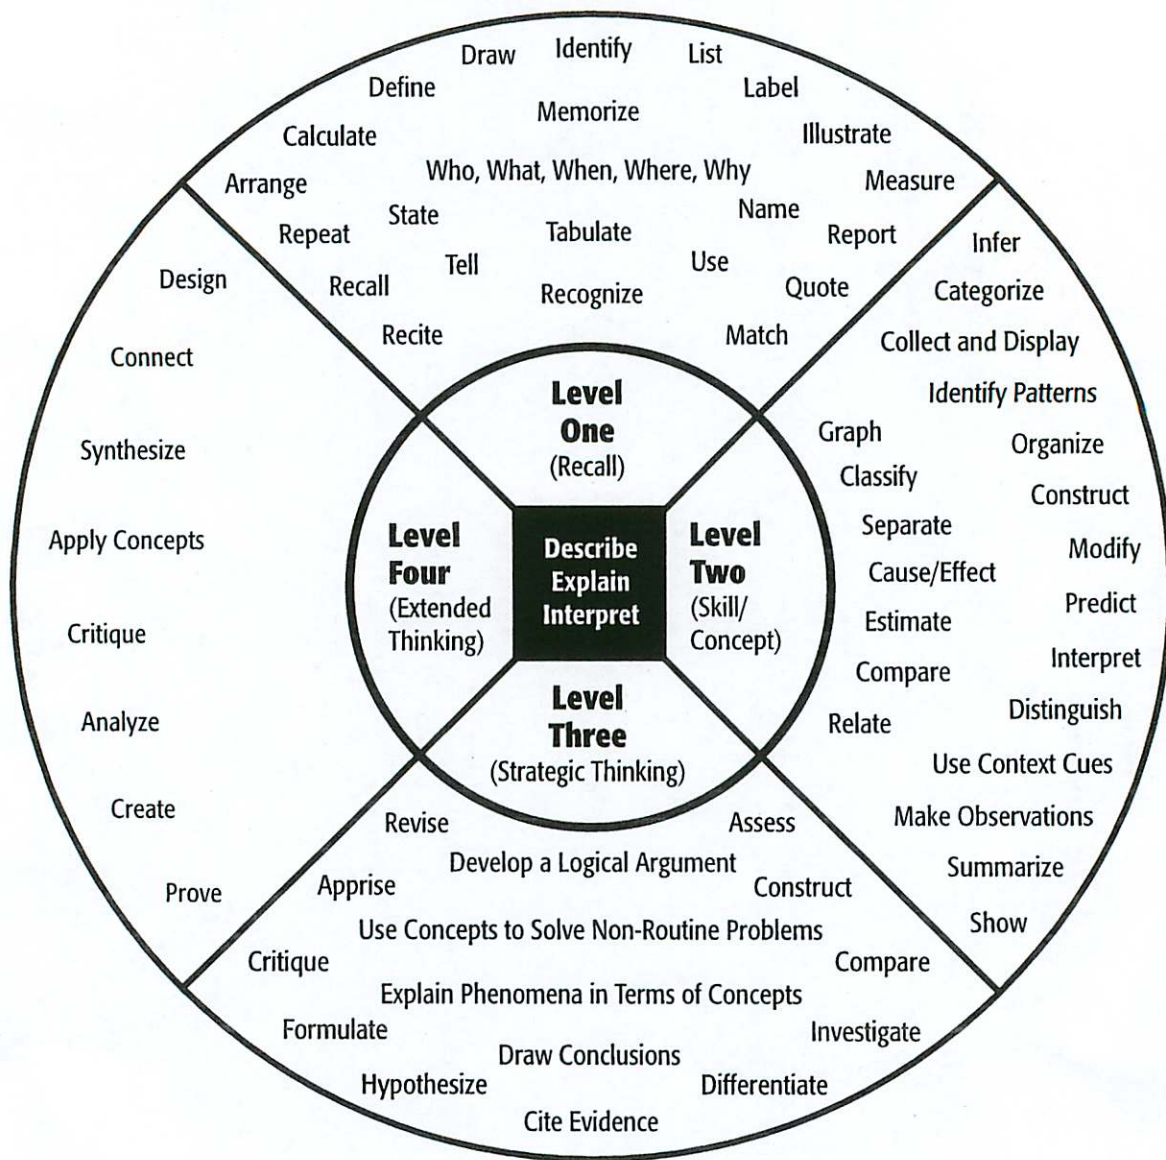 Draw
Identify
List
Define
Label
Memorize
Calculate
Illustrate
Who, What, When, Where, Why
Arrange
Measure
State
Name
Repeat
Tabulate
Report
Tell
Use
Recall
Recognize
Quote
Recite
Match
Level
One
(Recall)
Infer
Categorize
Collect and Display
Identify Patterns
Graph
Organize
Classify
Construct
Separate
Modify
Cause/Effect
Predict
Estimate
Interpret
Compare
Distinguish
Relate
Use Context Cues
Make Observations
Summarize
Show
Level
Two
(Skill/
Concept)
Describe
Explain
Interpret
Level
Four
(Extended
Thinking)
Design
Connect
Synthesize
Apply Concepts
Critique
Analyze
Create
Prove
Level
Three
(Strategic Thinking)
Revise
Assess
Develop a Logical Argument
Apprise
Construct
Use Concepts to Solve Non-Routine Problems
Critique
Compare
Explain Phenomena in Terms of Concepts
Formulate
Investigate
Draw Conclusions
Hypothesize
Differentiate
Cite Evidence